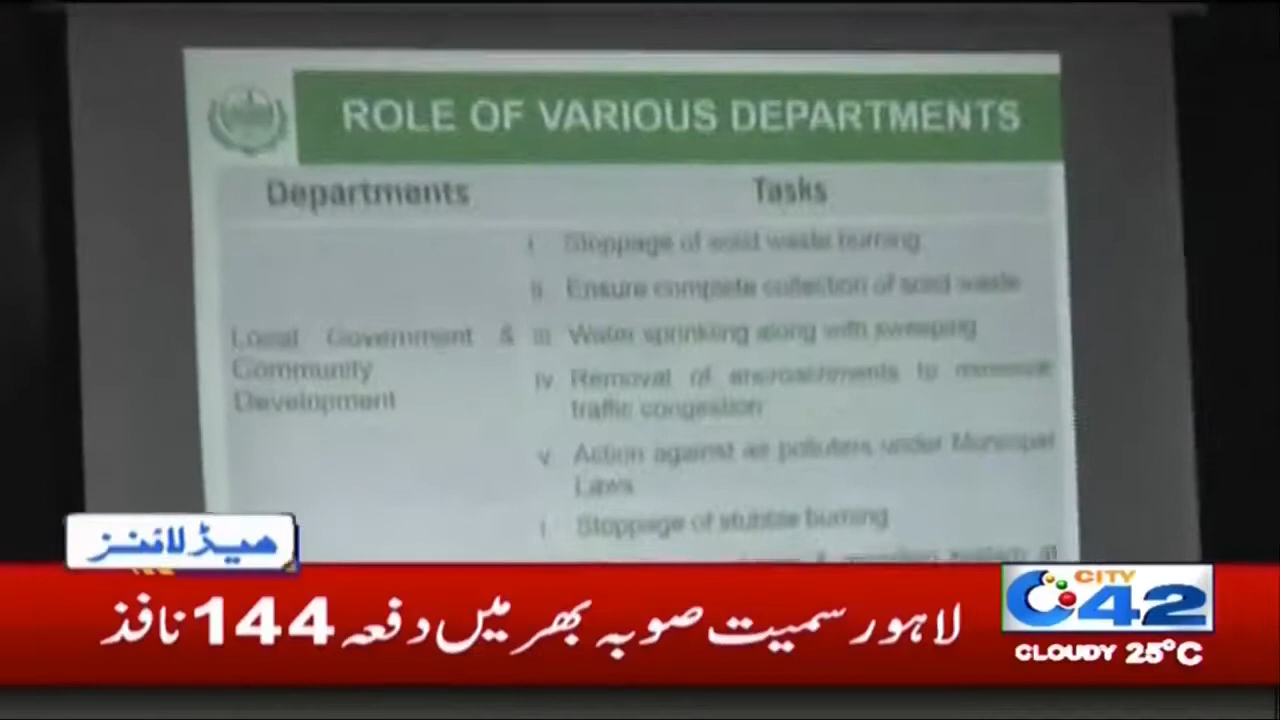 ROLE OF VARIOUS DEPARTMENTS
Departments
Tasks
i Stoppage of solid waste burning
ii Ensure complete collection of solid waste
Local Government &
Community
Development
iii Water sprinkling along with sweeping
iv Removal of encroachments to
traffic congestion
v Action against air polluters under Municipal
Laws
i Stoppage of stubble burning
ہیڈ لائنز
لاہور سمیت صوبہ بھر میں دفعہ 144 نافذ
CITY
42
CLOUDY 25°C